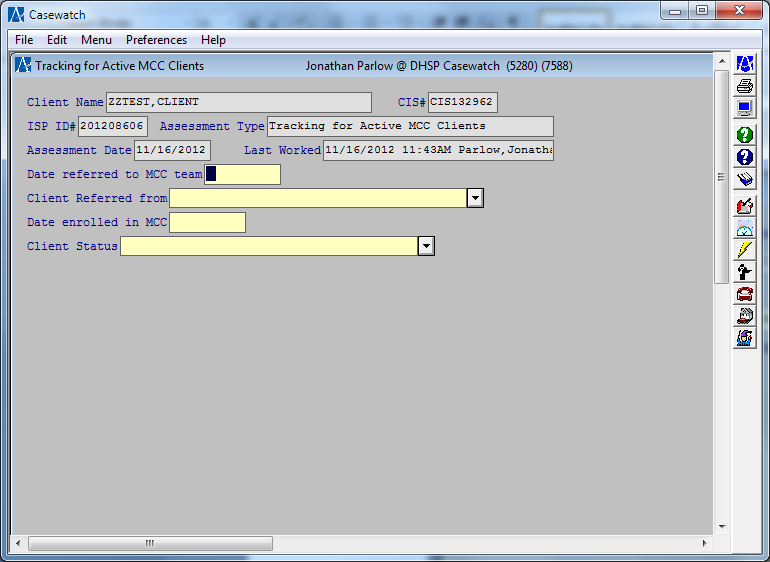 Casewatch
File Edit Menu Preferences Help
Tracking for Active MCC Clients Jonathan Parlow @ DHSP Casewatch (5280) (7588)
Client Name ZZTEST,CLIENT CIS# CIS132962
ISP ID# 201208606 Assessment Type Tracking for Active MCC Clients
Assessment Date 11/16/2012 Last Worked 11/16/2012 11:43AM Parlow,Jonatha
Date referred to MCC team
Client Referred from
Date enrolled in MCC
Client Status